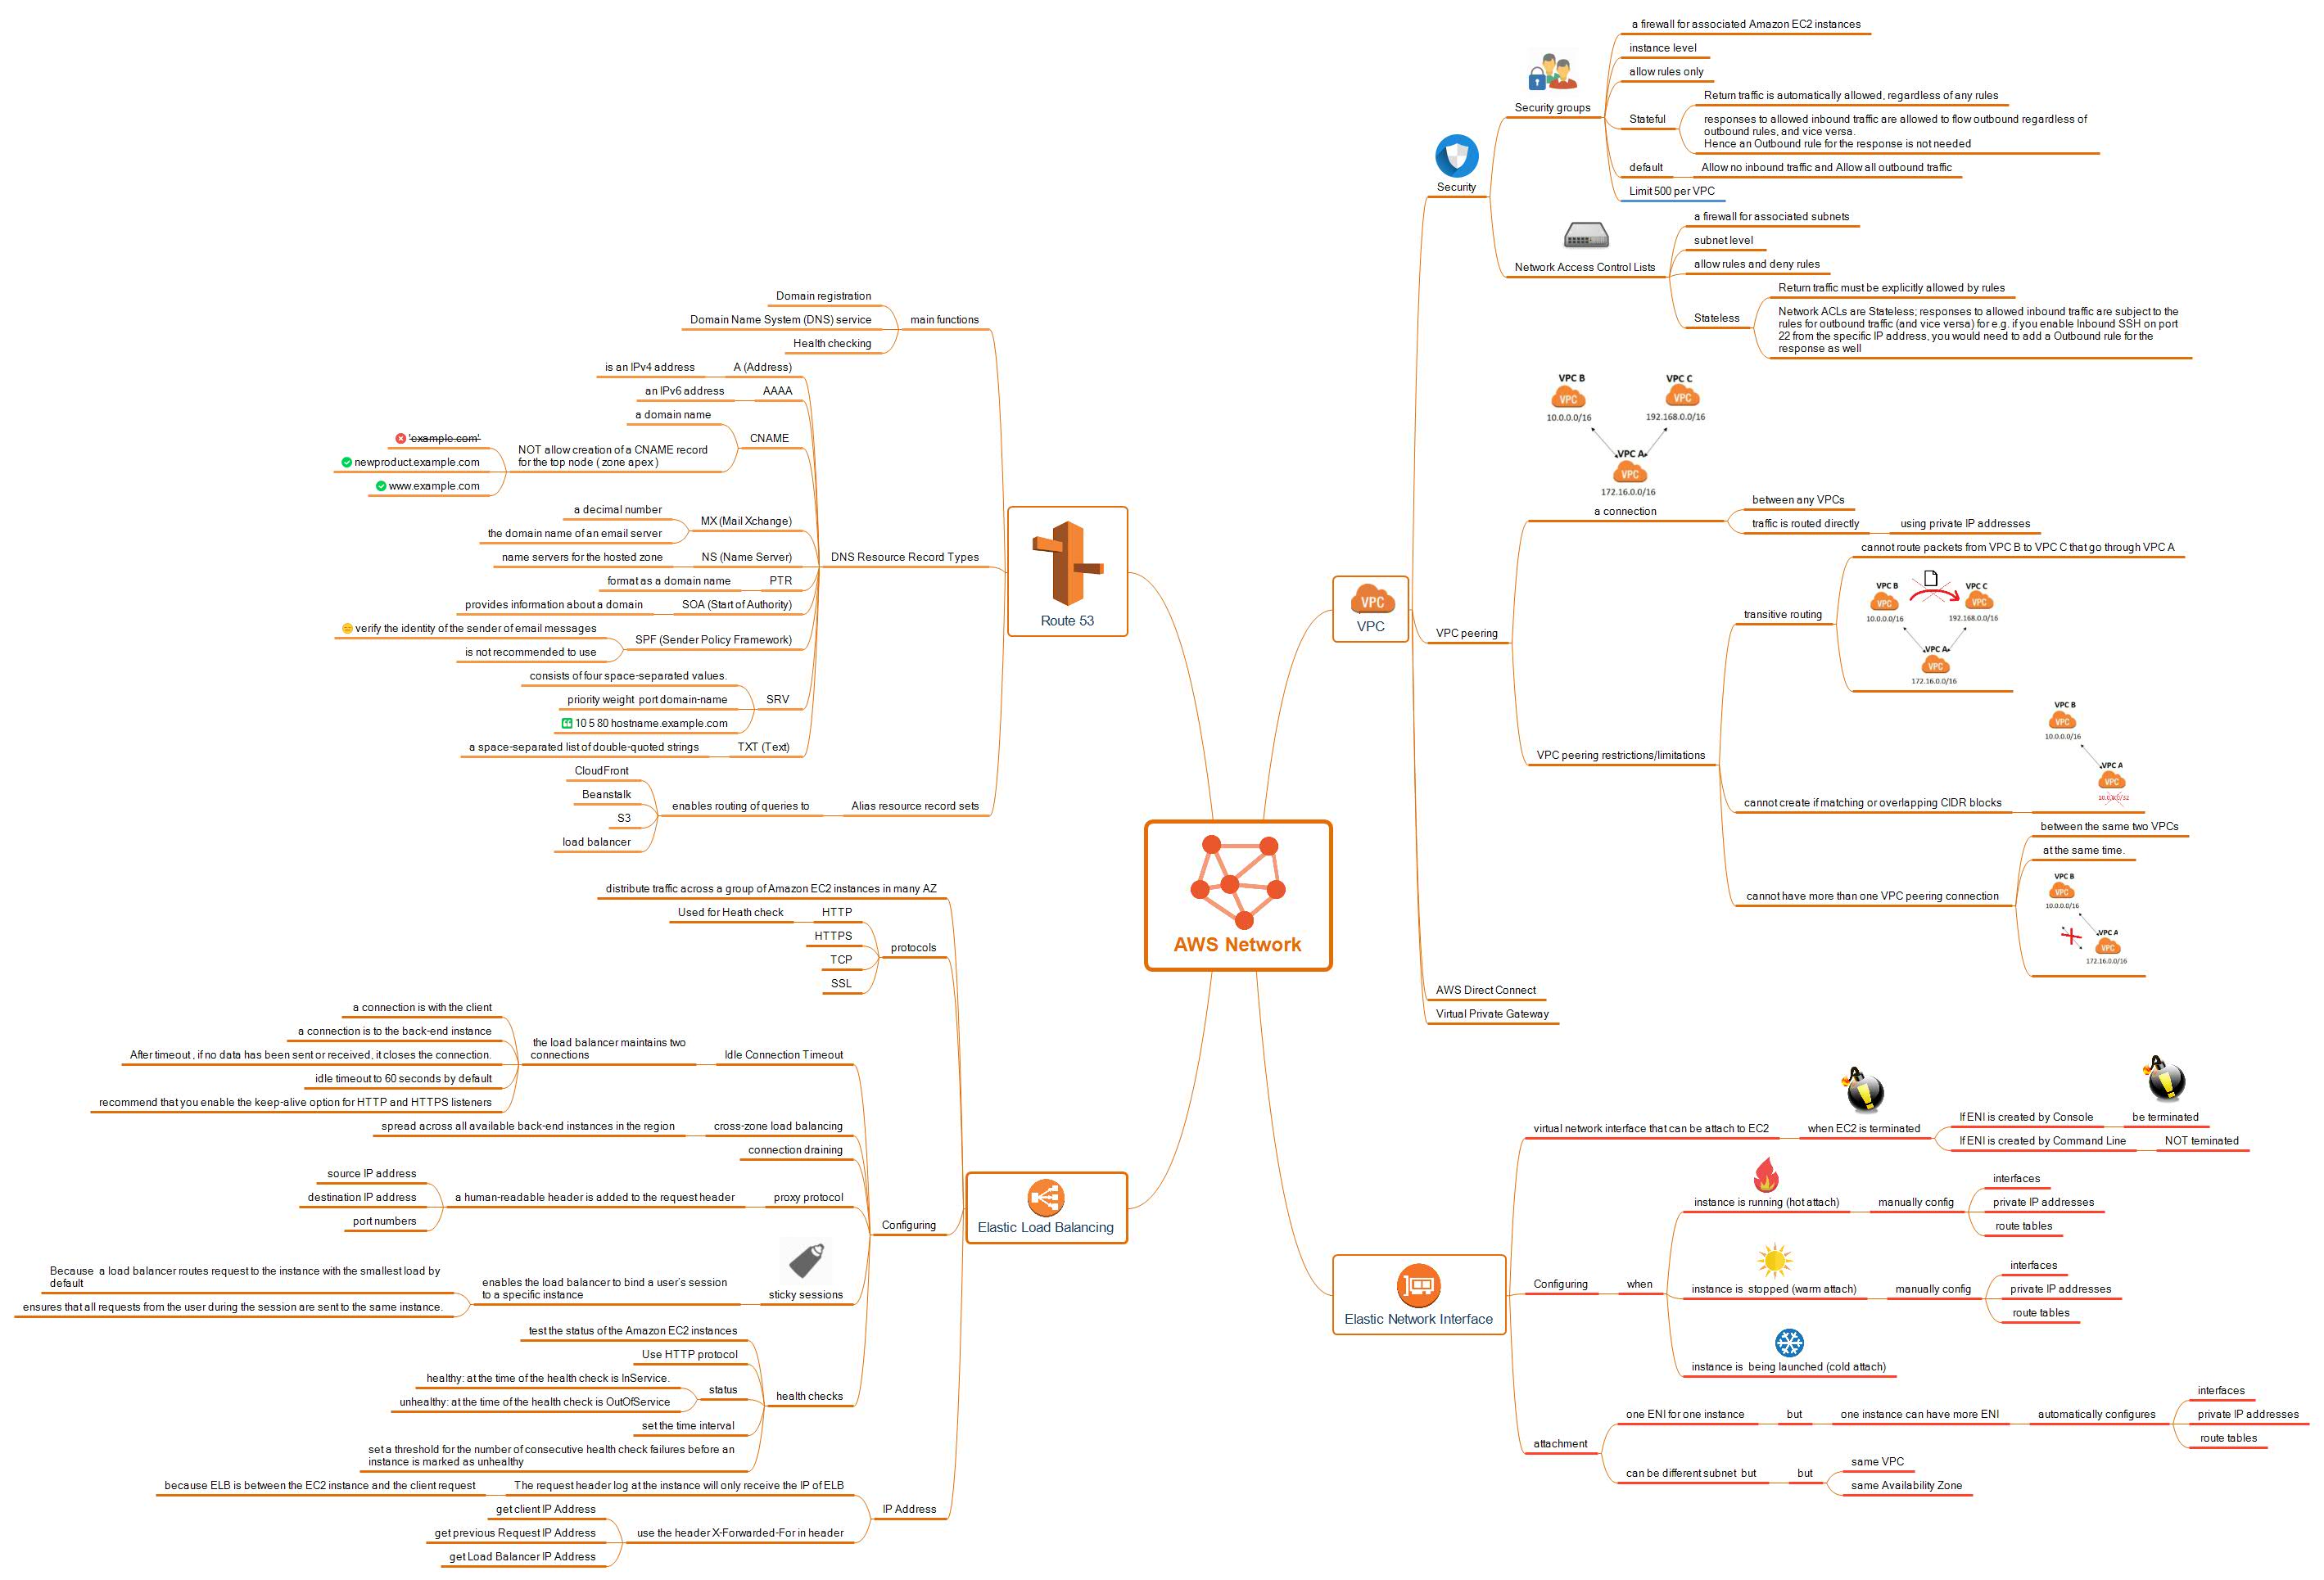 AWS Network
Route 53
main functions
Domain registration
Domain Name System (DNS) service
Health checking
DNS Resource Record Types
A (Address)
is an IPv4 address
AAAA
an IPv6 address
CNAME
a domain name
NOT allow creation of a CNAME record
for the top node ( zone apex )
'example.com'
newproduct.example.com
www.example.com
MX (Mail Xchange)
a decimal number
the domain name of an email server
NS (Name Server)
name servers for the hosted zone
PTR
format as a domain name
SOA (Start of Authority)
provides information about a domain
SPF (Sender Policy Framework)
verify the identity of the sender of email messages
is not recommended to use
SRV
consists of four space-separated values.
priority weight port domain-name
10 5 80 hostname.example.com
TXT (Text)
a space-separated list of double-quoted strings
Alias resource record sets
enables routing of queries to
CloudFront
Beanstalk
S3
load balancer
Elastic Load Balancing
distribute traffic across a group of Amazon EC2 instances in many AZ
protocols
HTTP
Used for Heath check
HTTPS
TCP
SSL
Configuring
Idle Connection Timeout
the load balancer maintains two
connections
a connection is with the client
a connection is to the back-end instance
After timeout , if no data has been sent or received, it closes the connection.
idle timeout to 60 seconds by default
recommend that you enable the keep-alive option for HTTP and HTTPS listeners
cross-zone load balancing
spread across all available back-end instances in the region
connection draining
proxy protocol
a human-readable header is added to the request header
source IP address
destination IP address
port numbers
sticky sessions
enables the load balancer to bind a user's session
to a specific instance
Because a load balancer routes request to the instance with the smallest load by
default
ensures that all requests from the user during the session are sent to the same instance.
health checks
test the status of the Amazon EC2 instances
Use HTTP protocol
status
healthy: at the time of the health check is InService.
unhealthy: at the time of the health check is OutOfService
set the time interval
set a threshold for the number of consecutive health check failures before an
instance is marked as unhealthy
IP Address
The request header log at the instance will only receive the IP of ELB
because ELB is between the EC2 instance and the client request
use the header X-Forwarded-For in header
get client IP Address
get previous Request IP Address
get Load Balancer IP Address
VPC
VPC
Security
Security groups
a firewall for associated Amazon EC2 instances
instance level
allow rules only
Stateful
Return traffic is automatically allowed, regardless of any rules
responses to allowed inbound traffic are allowed to flow outbound regardless of
outbound rules, and vice versa.
Hence an Outbound rule for the response is not needed
default
Allow no inbound traffic and Allow all outbound traffic
Limit 500 per VPC
Network Access Control Lists
a firewall for associated subnets
subnet level
allow rules and deny rules
Stateless
Return traffic must be explicitly allowed by rules
Network ACLs are Stateless; responses to allowed inbound traffic are subject to the
rules for outbound traffic (and vice versa) for e.g. if you enable Inbound SSH on port
22 from the specific IP address, you would need to add a Outbound rule for the
response as well
VPC peering
VPC B
VPC
10.0.0.0/16
VPC C
VPC
192.168.0.0/16
VPC A
VPC
172.16.0.0/16
a connection
between any VPCs
traffic is routed directly
using private IP addresses
VPC peering restrictions/limitations
transitive routing
cannot route packets from VPC B to VPC C that go through VPC A
VPC B
VPC
10.0.0.0/16
VPC C
VPC
192.168.0.0/16
VPC A
VPC
172.16.0.0/16
cannot create if matching or overlapping CIDR blocks
VPC B
VPC
10.0.0.0/16
VPC A
VPC
cannot have more than one VPC peering connection
between the same two VPCs
at the same time.
VPC B
VPC
10.0.0.0/16
VPC A
VPC
172.16.0.0/16
AWS Direct Connect
Virtual Private Gateway
Elastic Network Interface
virtual network interface that can be attach to EC2
when EC2 is terminated
If ENI is created by Console
be terminated
If ENI is created by Command Line
NOT teminated
Configuring
when
instance is running (hot attach)
manually config
interfaces
private IP addresses
route tables
instance is stopped (warm attach)
manually config
interfaces
private IP addresses
route tables
instance is being launched (cold attach)
attachment
one ENI for one instance
but
one instance can have more ENI
automatically configures
interfaces
private IP addresses
route tables
can be different subnet but
but
same VPC
same Availability Zone